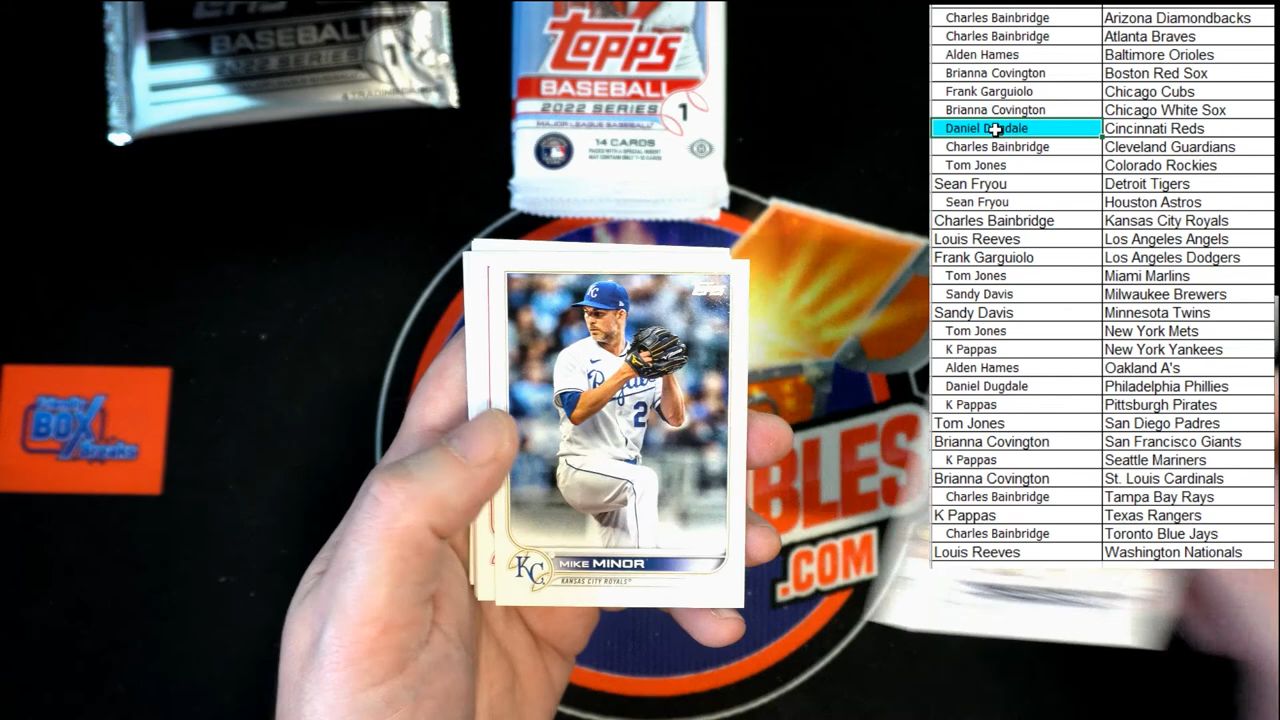 BASEBALL
2022 SERIES 1
TOPPS
BASEBALL
2022 SERIES
1
MAJOR LEAGUE BASEBALL
14 CARDS
Topps
KC
Royals
2
KC
MIKE MINOR
KANSAS CITY ROYALS
BOX
Breaks
BLES
.COM
Charles Bainbridge Arizona Diamondbacks
Charles Bainbridge Atlanta Braves
Alden Hames Baltimore Orioles
Brianna Covington Boston Red Sox
Frank Garguiolo Chicago Cubs
Brianna Covington Chicago White Sox
Daniel Dugdale Cincinnati Reds
Charles Bainbridge Cleveland Guardians
Tom Jones Colorado Rockies
Sean Fryou Detroit Tigers
Sean Fryou Houston Astros
Charles Bainbridge Kansas City Royals
Louis Reeves Los Angeles Angels
Frank Garguiolo Los Angeles Dodgers
Tom Jones Miami Marlins
Sandy Davis Milwaukee Brewers
Sandy Davis Minnesota Twins
Tom Jones New York Mets
K Pappas New York Yankees
Alden Hames Oakland A's
Daniel Dugdale Philadelphia Phillies
K Pappas Pittsburgh Pirates
Tom Jones San Diego Padres
Brianna Covington San Francisco Giants
K Pappas Seattle Mariners
Brianna Covington St. Louis Cardinals
Charles Bainbridge Tampa Bay Rays
K Pappas Texas Rangers
Charles Bainbridge Toronto Blue Jays
Louis Reeves Washington Nationals